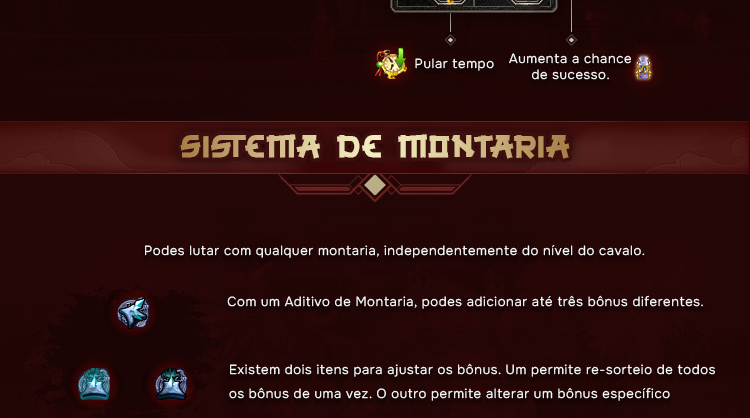 Pular tempo
Aumenta a chance
de sucesso.
SISTEMA DE MONTARIA
Podes lutar com qualquer montaria, independentemente do nível do cavalo.
Com um Aditivo de Montaria, podes adicionar até três bônus diferentes.
Existem dois itens para ajustar os bônus. Um permite re-sorteio de todos
os bônus de uma vez. O outro permite alterar um bônus específico